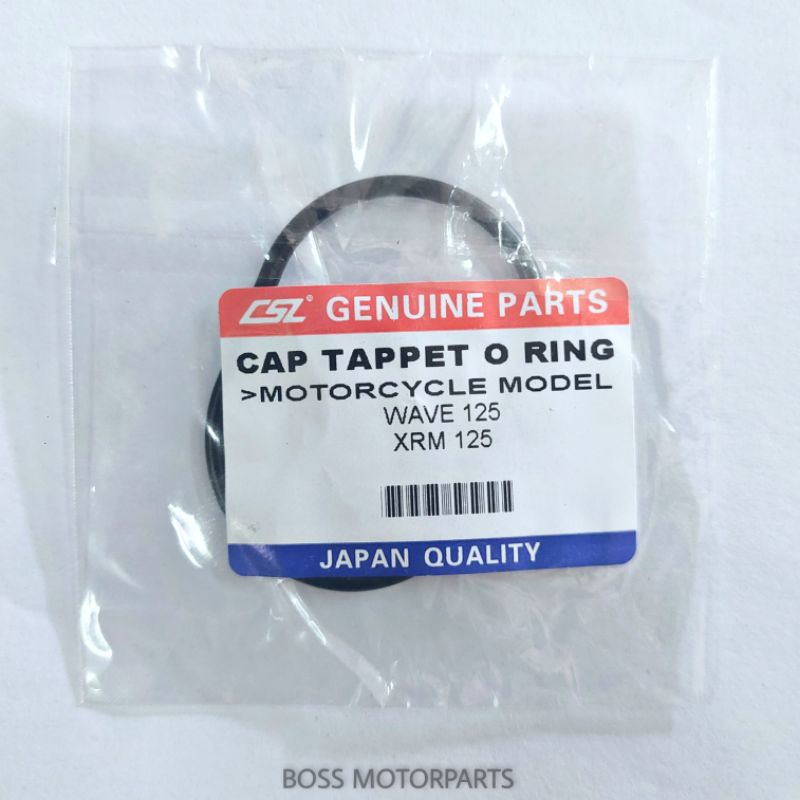 CSL® GENUINE PARTS
CAP TAPPET O RING
>MOTORCYCLE MODEL
WAVE 125
XRM 125
JAPAN QUALITY
BOSS MOTORPARTS